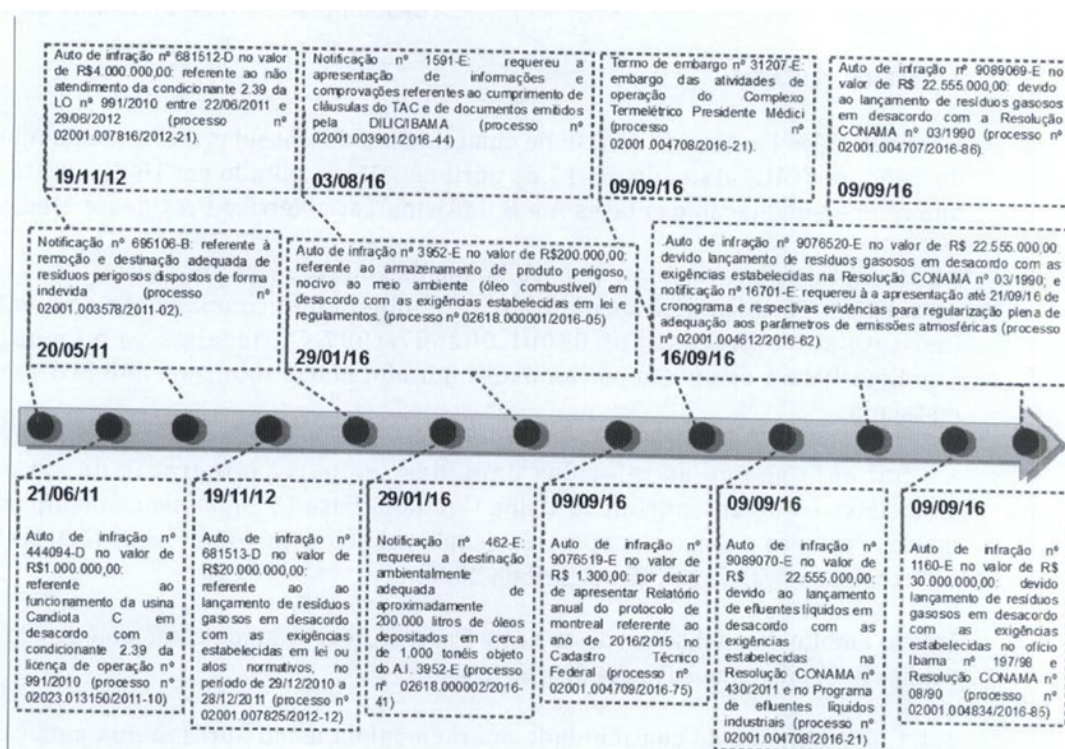 Auto de infração nº 681512-D no valor
de R$4.000.000,00: referente ao não
atendimento da condicionante 2.39 da
LO nº 991/2010 entre 22/06/2011 e
29/06/2012 (processo nº
02001.007816/2012-21).
19/11/12
Notificação nº 1591-E: requereu a
apresentação de informações e
comprovações referentes ao cumprimento de
cláusulas do TAC e de documentos emitidos
pela DILIC/IBAMA (processo nº
02001.003901/2016-44)
03/08/16
Termo de embargo nº 31207-E:
embargo das atividades de
operação do Complexo
Termelétrico Presidente Médici
(processo nº
02001.004708/2016-21).
09/09/16
Auto de infração nº 9089069-E no
valor de R$ 22.555.000,00: devido
ao lançamento de resíduos gasosos
em desacordo com a Resolução
CONAMA nº 03/1990 (processo nº
02001.004707/2016-86).
09/09/16
Notificação nº 695106-B: referente à
remoção e destinação adequada de
resíduos perigosos dispostos de forma
indevida (processo nº
02001.003578/2011-02).
20/05/11
Auto de infração nº 3952-E no valor de R$200.000,00:
referente ao armazenamento de produto perigoso,
nocivo ao meio ambiente (óleo combustível) em
desacordo com as exigências estabelecidas em lei e
regulamentos. (processo nº 02618.000001/2016-05)
29/01/16
Auto de infração nº 9076520-E no valor de R$ 22.555.000,00:
devido lançamento de resíduos gasosos em desacordo com as
exigências estabelecidas na Resolução CONAMA nº 03/1990; e
notificação nº 16701-E: requereu à a apresentação até 21/09/16 de
cronograma e respectivas evidências para regularização plena de
adequação aos parâmetros de emissões atmosféricas (processo
nº 02001.004612/2016-62)
16/09/16
21/06/11
Auto de infração nº
444094-D no valor de
R$1.000.000,00:
referente ao
funcionamento da usina
Candiota C em
desacordo com a
condicionante 2.39 da
licença de operação nº
991/2010 (processo nº
02023.013150/2011-10)
19/11/12
Auto de infração nº
681513-D no valor de
R$20.000.000,00:
referente ao ao
lançamento de resíduos
gasosos em desacordo
com as exigências
estabelecidas em lei ou
atos normativos, no
período de 29/12/2010 a
28/12/2011 (processo nº
02001.007825/2012-12)
29/01/16
Notificação nº 462-E:
requereu a destinação
ambientalmente
adequada de
aproximadamente
200.000 litros de óleos
depositados em cerca
de 1.000 tonéis objeto
do A.I. 3952-E (processo
nº 02618.000002/2016-
41)
09/09/16
Auto de infração nº
9076519-E no valor de
R$ 1.300,00: por deixar
de apresentar Relatório
anual do protocolo de
montreal referente ao
ano de 2016/2015 no
Cadastro Técnico
Federal (processo nº
02001.004709/2016-75)
09/09/16
Auto de infração nº
9089070-E no valor de
R$ 22.555.000,00:
devido ao lançamento
de efluentes líquidos em
desacordo com as
exigências
estabelecidas na
Resolução CONAMA nº
430/2011 e no Programa
de efluentes líquidos
industriais (processo nº
02001.004708/2016-21)
09/09/16
Auto de infração nº
1160-E no valor de R$
30.000.000,00: devido
lançamento de resíduos
gasosos em desacordo
com as exigências
estabelecidas no ofício
Ibama nº 197/98 e
Resolução CONAMA nº
08/90 (processo nº
02001.004834/2016-85)